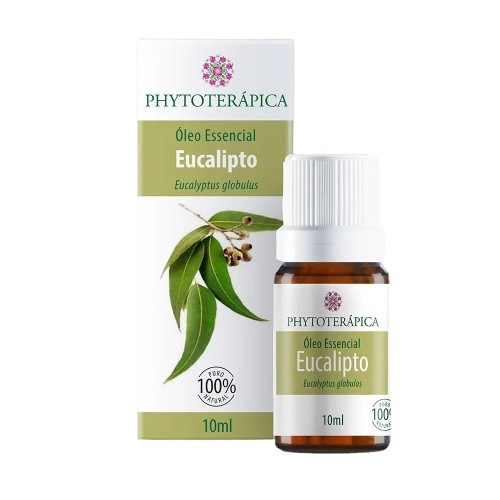 PHYTOTERÁPICA
Óleo Essencial
Eucalipto
Eucalyptus globulus
PURO
100%
NATURAL
10ml
PHYTOTERÁPICA
Óleo Essencial
Eucalipto
Eucalyptus globulus
10ml
100%